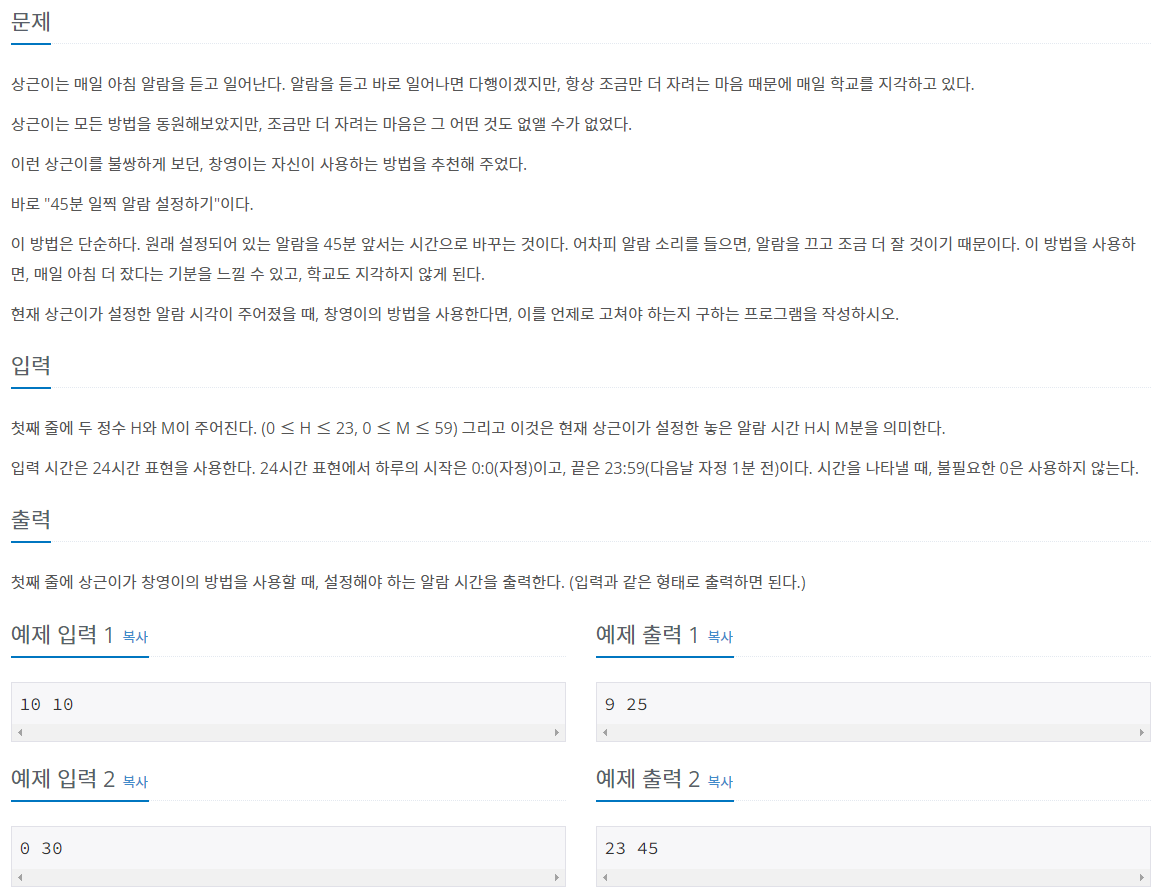 문제
상근이는 매일 아침 알람을 듣고 일어난다. 알람을 듣고 바로 일어나면 다행이겠지만, 항상 조금만 더 자려는 마음 때문에 매일 학교를 지각하고 있다.
상근이는 모든 방법을 동원해보았지만, 조금만 더 자려는 마음은 그 어떤 것도 없앨 수가 없었다.
이런 상근이를 불쌍하게 보던, 창영이는 자신이 사용하는 방법을 추천해 주었다.
바로 "45분 일찍 알람 설정하기"이다.
이 방법은 단순하다. 원래 설정되어 있는 알람을 45분 앞서는 시간으로 바꾸는 것이다. 어차피 알람 소리를 들으면, 알람을 끄고 조금 더 잘 것이기 때문이다. 이 방법을 사용하
면, 매일 아침 더 잤다는 기분을 느낄 수 있고, 학교도 지각하지 않게 된다.
현재 상근이가 설정한 알람 시각이 주어졌을 때, 창영이의 방법을 사용한다면, 이를 언제로 고쳐야 하는지 구하는 프로그램을 작성하시오.
입력
첫째 줄에 두 정수 H와 M이 주어진다. (0 ≤ H ≤ 23, 0 ≤ M ≤ 59) 그리고 이것은 현재 상근이가 설정한 놓은 알람 시간 H시 M분을 의미한다.
입력 시간은 24시간 표현을 사용한다. 24시간 표현에서 하루의 시작은 0:0(자정)이고, 끝은 23:59(다음날 자정 1분 전)이다. 시간을 나타낼 때, 불필요한 0은 사용하지 않는다.
출력
첫째 줄에 상근이가 창영이의 방법을 사용할 때, 설정해야 하는 알람 시간을 출력한다. (입력과 같은 형태로 출력하면 된다.)
예제 입력 1 복사
10 10
예제 출력 1 복사
9 25
예제 입력 2 복사
0 30
예제 출력 2 복사
23 45